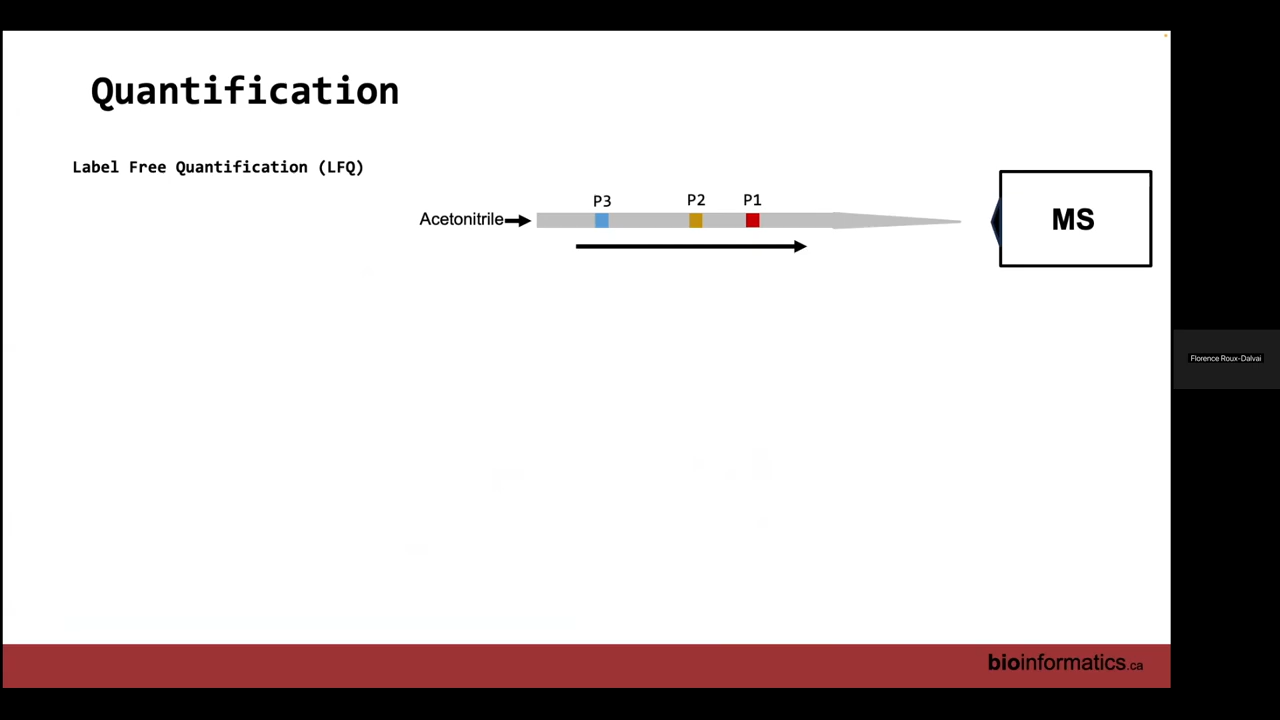 Quantification
Label Free Quantification (LFQ)
P3 P2 P1
Acetonitrile
MS
Florence Roux-Dalvai
bioinformatics.ca